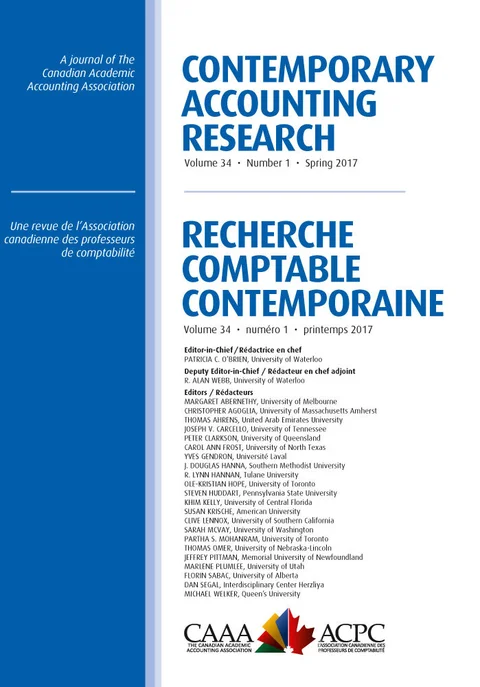 A journal of The
Canadian Academic
Accounting Association
CONTEMPORARY
ACCOUNTING
RESEARCH
Volume 34 • Number 1 • Spring 2017
Une revue de l'Association
canadienne des professeurs
de comptabilité
RECHERCHE
COMPTABLE
CONTEMPORAINE
Volume 34 • numéro 1 • printemps 2017
Editor-in-Chief / Rédactrice en chef
PATRICIA C. O'BRIEN, University of Waterloo
Deputy Editor-in-Chief / Rédacteur en chef adjoint
R. ALAN WEBB, University of Waterloo
Editors / Rédacteurs
MARGARET ABERNETHY, University of Melbourne
CHRISTOPHER AGOGLIA, University of Massachusetts Amherst
THOMAS AHRENS, United Arab Emirates University
JOSEPH V. CARCELLO, University of Tennessee
PETER CLARKSON, University of Queensland
CAROL ANN FROST, University of North Texas
YVES GENDRON, Université Laval
J. DOUGLAS HANNA, Southern Methodist University
R. LYNN HANNAN, Tulane University
OLE-KRISTIAN HOPE, University of Toronto
STEVEN HUDDART, Pennsylvania State University
KHIM KELLY, University of Central Florida
SUSAN KRISCHE, American University
CLIVE LENNOX, University of Southern California
SARAH MCVAY, University of Washington
PARTHA S. MOHANRAM, University of Toronto
THOMAS OMER, University of Nebraska-Lincoln
JEFFREY PITTMAN, Memorial University of Newfoundland
MARLENE PLUMLEE, University of Utah
FLORIN SABAC, University of Alberta
DAN SEGAL, Interdisciplinary Center Herzliya
MICHAEL WELKER, Queen's University
CAAA
THE CANADIAN ACADEMIC
ACCOUNTING ASSOCIATION
ACPC
L'ASSOCIATION CANADIENNE DES
PROFESSEURS DE COMPTABILITÉ